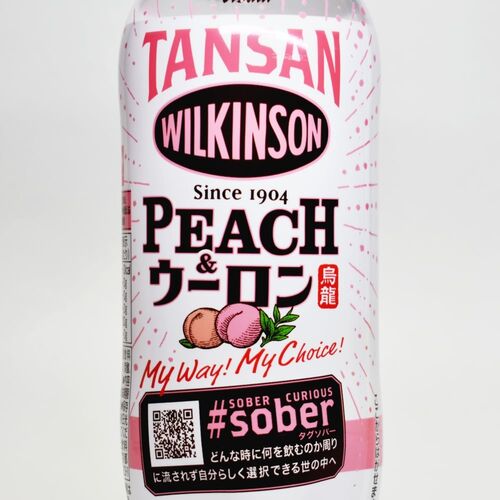 TANSAN
WILKINSON
Since 1904
PEACH
&
ウーロン
烏龍
My Way! My Choice!
SOBER CURIOUS
#sober
タグソバー
どんな時に何を飲むのか周り
に流されず自分らしく選択できる世の中へ